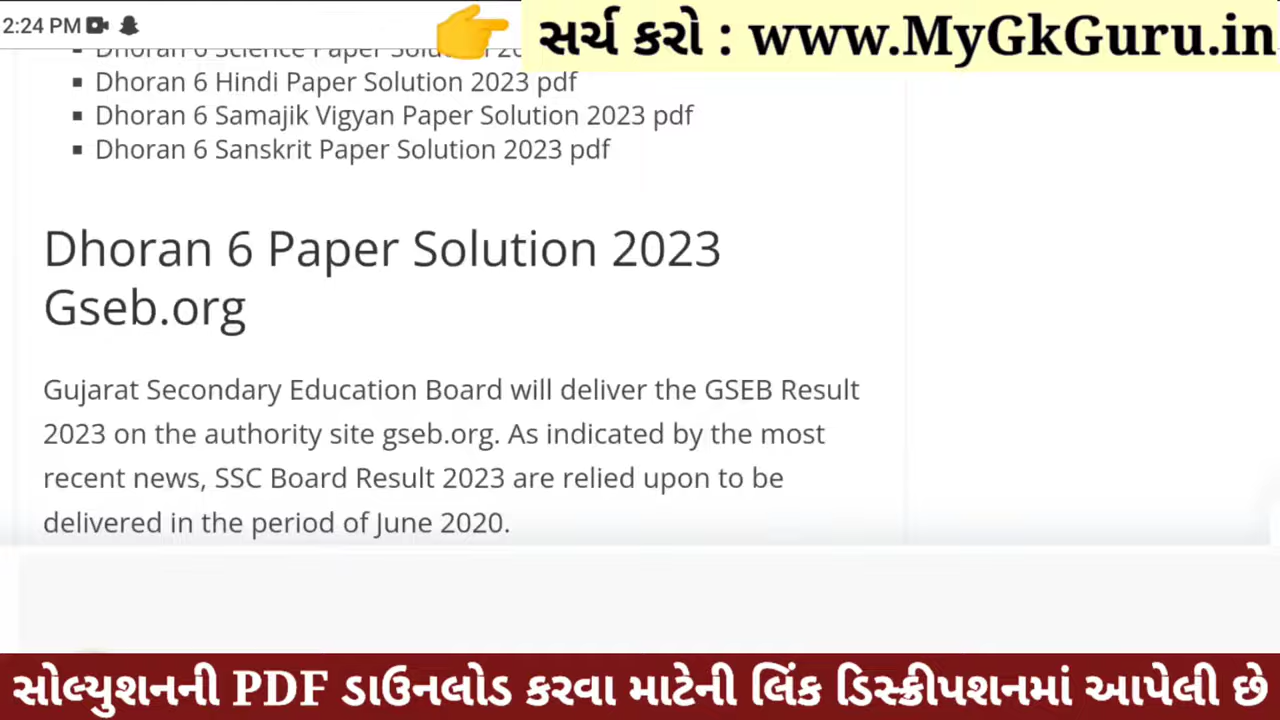 2:24 PM
👉 સર્ચ કરો : www.MyGkGuru.in
Dhoran 6 Science Paper
▪ Dhoran 6 Hindi Paper Solution 2023 pdf
▪ Dhoran 6 Samajik Vigyan Paper Solution 2023 pdf
▪ Dhoran 6 Sanskrit Paper Solution 2023 pdf
Dhoran 6 Paper Solution 2023
Gseb.org
Gujarat Secondary Education Board will deliver the GSEB Result
2023 on the authority site gseb.org. As indicated by the most
recent news, SSC Board Result 2023 are relied upon to be
delivered in the period of June 2020.
સોલ્યુશનની PDF ડાઉનલોડ કરવા માટેની લિંક ડિસ્ક્રીપશનમાં આપેલી છે